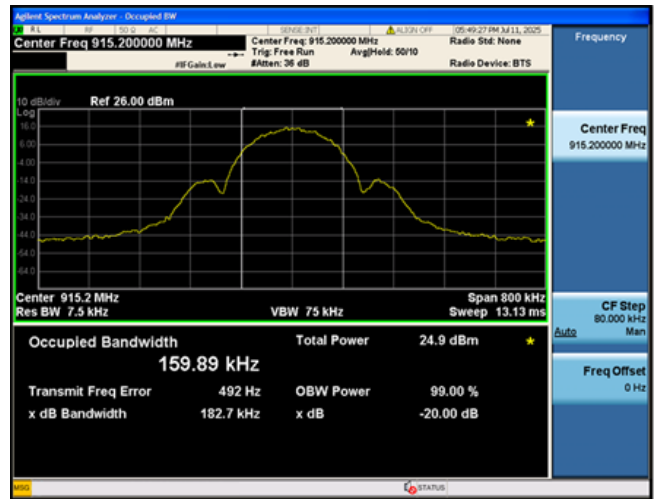 Agilent Spectrum Analyzer - Occupied BW
RL RF 50 Ω AC SENSE:INT ALIGN OFF 05:49:27 PM Jul 11, 2025
Center Freq 915.200000 MHz
Center Freq: 915.200000 MHz Radio Std: None
Trig: Free Run Avg|Hold: 50/10
#IFGain:Low #Atten: 36 dB Radio Device: BTS
Frequency
10 dB/div Ref 26.00 dBm
Log
16.0
6.00
-4.00
-14.0
-24.0
-34.0
-44.0
-54.0
-64.0
Center 915.2 MHz Span 800 kHz
Res BW 7.5 kHz VBW 75 kHz Sweep 13.13 ms
Occupied Bandwidth Total Power 24.9 dBm
159.89 kHz
Transmit Freq Error 492 Hz OBW Power 99.00 %
x dB Bandwidth 182.7 kHz x dB -20.00 dB
Center Freq
915.200000 MHz
CF Step
80.000 kHz
Auto Man
Freq Offset
0 Hz
MSG STATUS